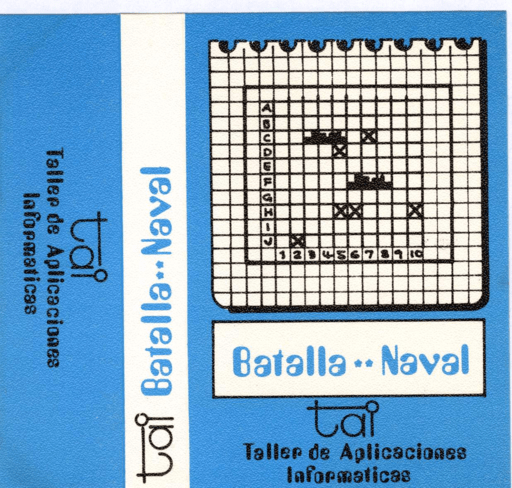 tai
Taller de Aplicaciones
Informaticas
tai
Batalla··Naval
A
B
C
D
E
F
G
H
I
J
1 2 3 4 5 6 7 8 9 10
Batalla ·· Naval
tai
Taller de Aplicaciones
Informaticas